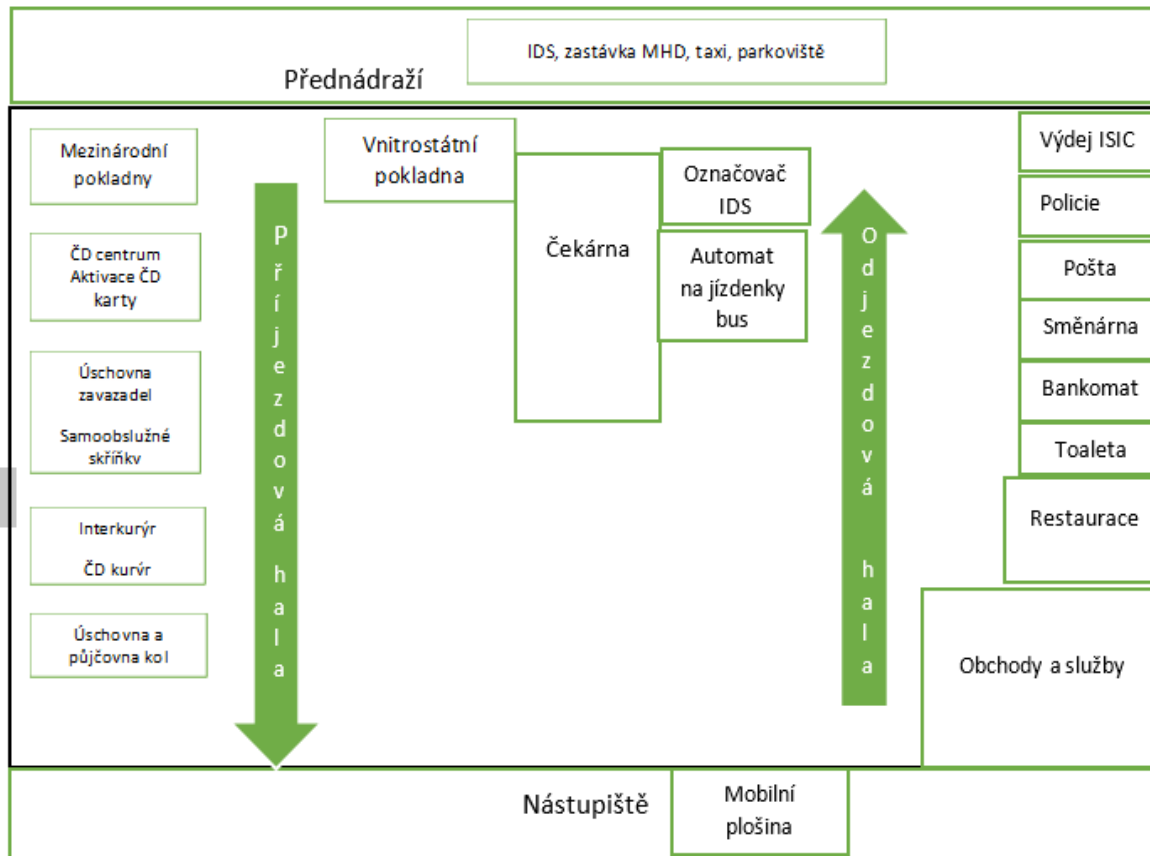 IDS, zastávka MHD, taxi, parkoviště
Přednádraží
Mezinárodní
pokladny
ČD centrum
Aktivace ČD
karty
Úschovna
zavazadel
Samoobslužné
skříňkv
Interkurýr
ČD kurýr
Úschovna a
půjčovna kol
Příjezdová hala
Vnitrostátní
pokladna
Čekárna
Označovač
IDS
Automat
na jízdenky
bus
Odjezdová hala
Výdej ISIC
Policie
Pošta
Směnárna
Bankomat
Toaleta
Restaurace
Obchody a služby
Nástupiště
Mobilní
plošina